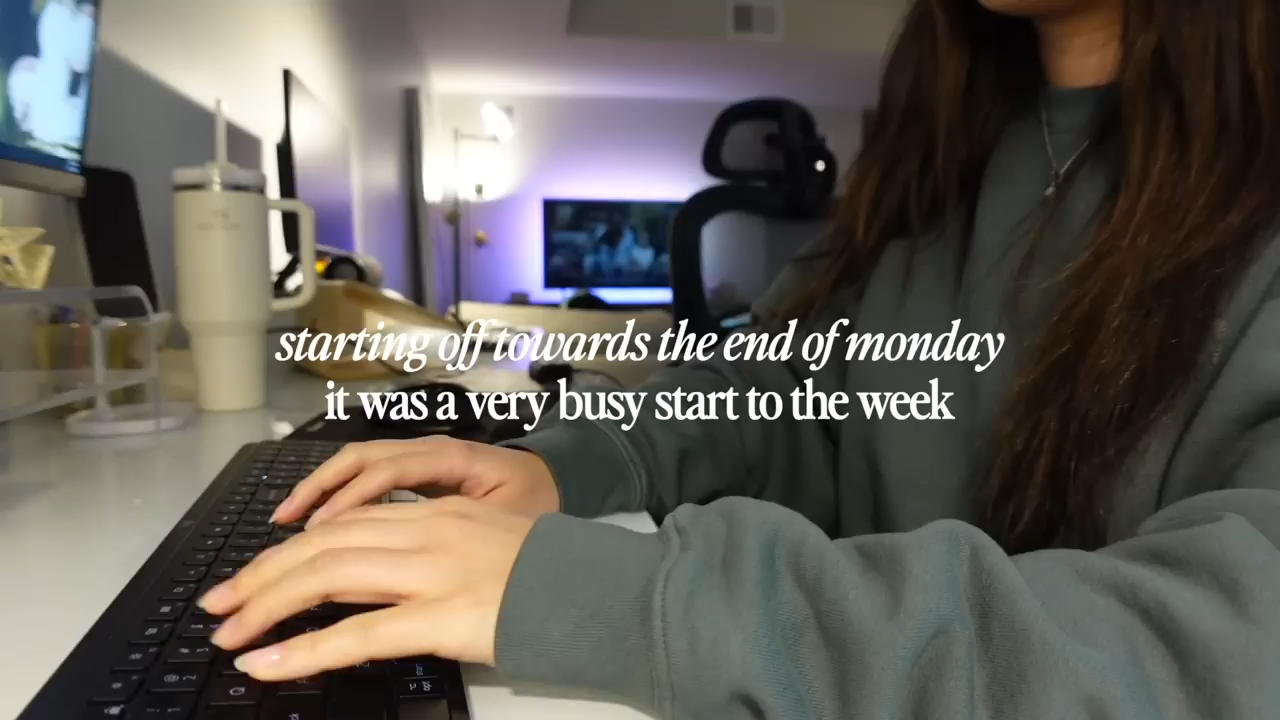 starting off towards the end of monday
it was a very busy start to the week